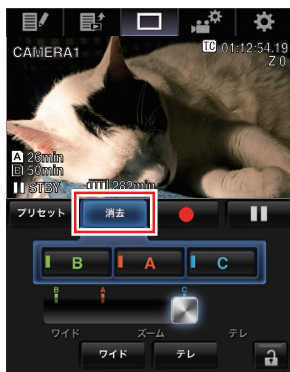 CAMERA1
TC 01:12:54.19
Z 0
A 26min
B 50min
STBY
282min
プリセット
消去
B
A
C
B A C
ワイド ズーム テレ
ワイド
テレ